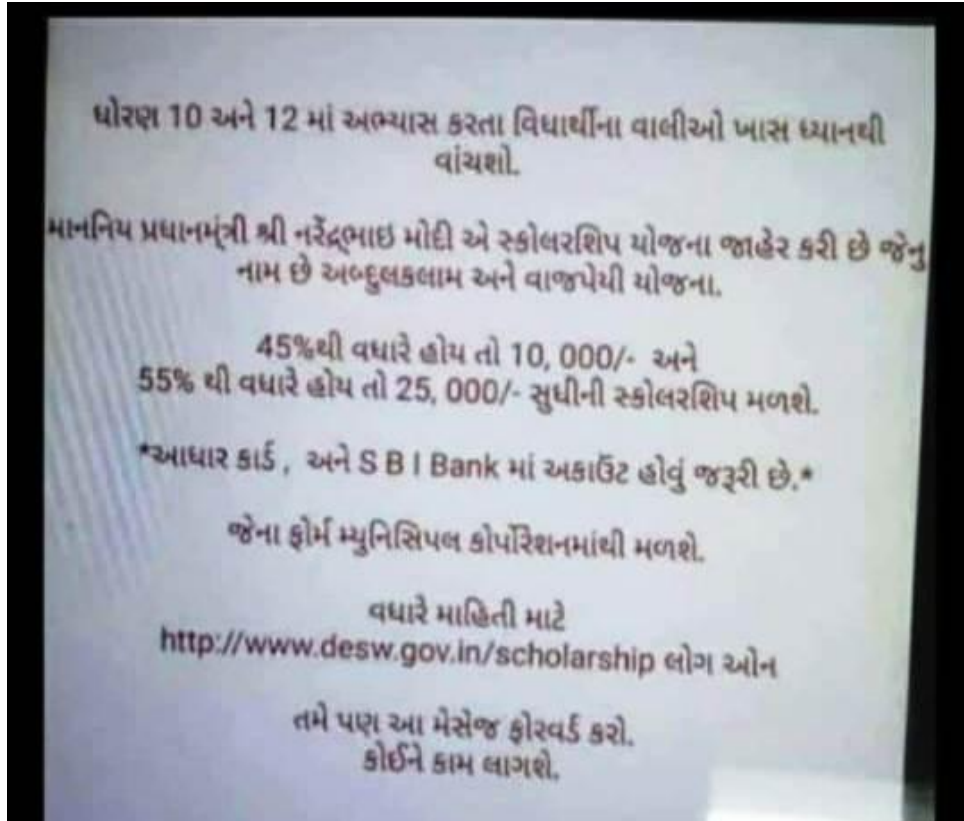 ધોરણ 10 અને 12 માં અભ્યાસ કરતા વિધાર્થીના વાલીઓ ખાસ ધ્યાનથી
વાંચશો.
માનનિય પ્રધાનમ્ંત્રી શ્રી નરેંદ્રભાઇ મોદી એ સ્કોલરશિપ યોજના જાહેર કરી છે જેનુ
નામ છે અબ્દુલકલામ અને વાજપેયી યોજના.
45%થી વધારે હોય તો 10, 000/- અને
55% થી વધારે હોય તો 25, 000/- સુધીની સ્કોલરશિપ મળશે.
*આધાર કાર્ડ , અને S B I Bank માં અકાઉંટ હોવું જરૂરી છે.*
જેના ફોર્મ મ્યુનિસિપલ કોર્પોરેશનમાંથી મળશે.
વધારે માહિતી માટે
http://www.desw.gov.in/scholarship લોગ ઓન
તમે પણ આ મેસેજ ફોરવર્ડ કરો.
કોઈને કામ લાગશે.